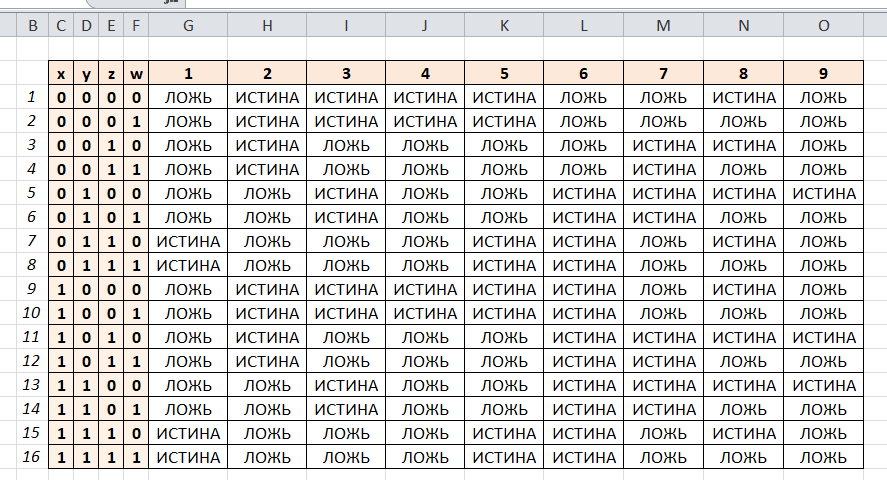 B C D E F G H I J K L M N O
x y z w 1 2 3 4 5 6 7 8 9
1 0 0 0 0 ЛОЖЬ ИСТИНА ИСТИНА ИСТИНА ИСТИНА ЛОЖЬ ЛОЖЬ ИСТИНА ЛОЖЬ
2 0 0 0 1 ЛОЖЬ ИСТИНА ИСТИНА ИСТИНА ИСТИНА ЛОЖЬ ЛОЖЬ ЛОЖЬ ЛОЖЬ
3 0 0 1 0 ЛОЖЬ ИСТИНА ЛОЖЬ ЛОЖЬ ЛОЖЬ ЛОЖЬ ИСТИНА ИСТИНА ЛОЖЬ
4 0 0 1 1 ЛОЖЬ ИСТИНА ЛОЖЬ ЛОЖЬ ЛОЖЬ ЛОЖЬ ИСТИНА ЛОЖЬ ЛОЖЬ
5 0 1 0 0 ЛОЖЬ ЛОЖЬ ИСТИНА ЛОЖЬ ЛОЖЬ ИСТИНА ИСТИНА ИСТИНА ИСТИНА
6 0 1 0 1 ЛОЖЬ ЛОЖЬ ИСТИНА ЛОЖЬ ЛОЖЬ ИСТИНА ИСТИНА ЛОЖЬ ЛОЖЬ
7 0 1 1 0 ИСТИНА ЛОЖЬ ЛОЖЬ ЛОЖЬ ИСТИНА ИСТИНА ЛОЖЬ ИСТИНА ЛОЖЬ
8 0 1 1 1 ИСТИНА ЛОЖЬ ЛОЖЬ ЛОЖЬ ИСТИНА ИСТИНА ЛОЖЬ ЛОЖЬ ЛОЖЬ
9 1 0 0 0 ЛОЖЬ ИСТИНА ИСТИНА ИСТИНА ИСТИНА ИСТИНА ЛОЖЬ ИСТИНА ЛОЖЬ
10 1 0 0 1 ЛОЖЬ ИСТИНА ИСТИНА ИСТИНА ИСТИНА ИСТИНА ЛОЖЬ ЛОЖЬ ЛОЖЬ
11 1 0 1 0 ЛОЖЬ ИСТИНА ЛОЖЬ ЛОЖЬ ЛОЖЬ ИСТИНА ИСТИНА ИСТИНА ИСТИНА
12 1 0 1 1 ЛОЖЬ ИСТИНА ЛОЖЬ ЛОЖЬ ЛОЖЬ ИСТИНА ИСТИНА ЛОЖЬ ЛОЖЬ
13 1 1 0 0 ЛОЖЬ ЛОЖЬ ИСТИНА ЛОЖЬ ЛОЖЬ ИСТИНА ИСТИНА ИСТИНА ИСТИНА
14 1 1 0 1 ЛОЖЬ ЛОЖЬ ИСТИНА ЛОЖЬ ЛОЖЬ ИСТИНА ИСТИНА ЛОЖЬ ЛОЖЬ
15 1 1 1 0 ИСТИНА ЛОЖЬ ЛОЖЬ ЛОЖЬ ИСТИНА ИСТИНА ЛОЖЬ ИСТИНА ЛОЖЬ
16 1 1 1 1 ИСТИНА ЛОЖЬ ЛОЖЬ ЛОЖЬ ИСТИНА ИСТИНА ЛОЖЬ ЛОЖЬ ЛОЖЬ